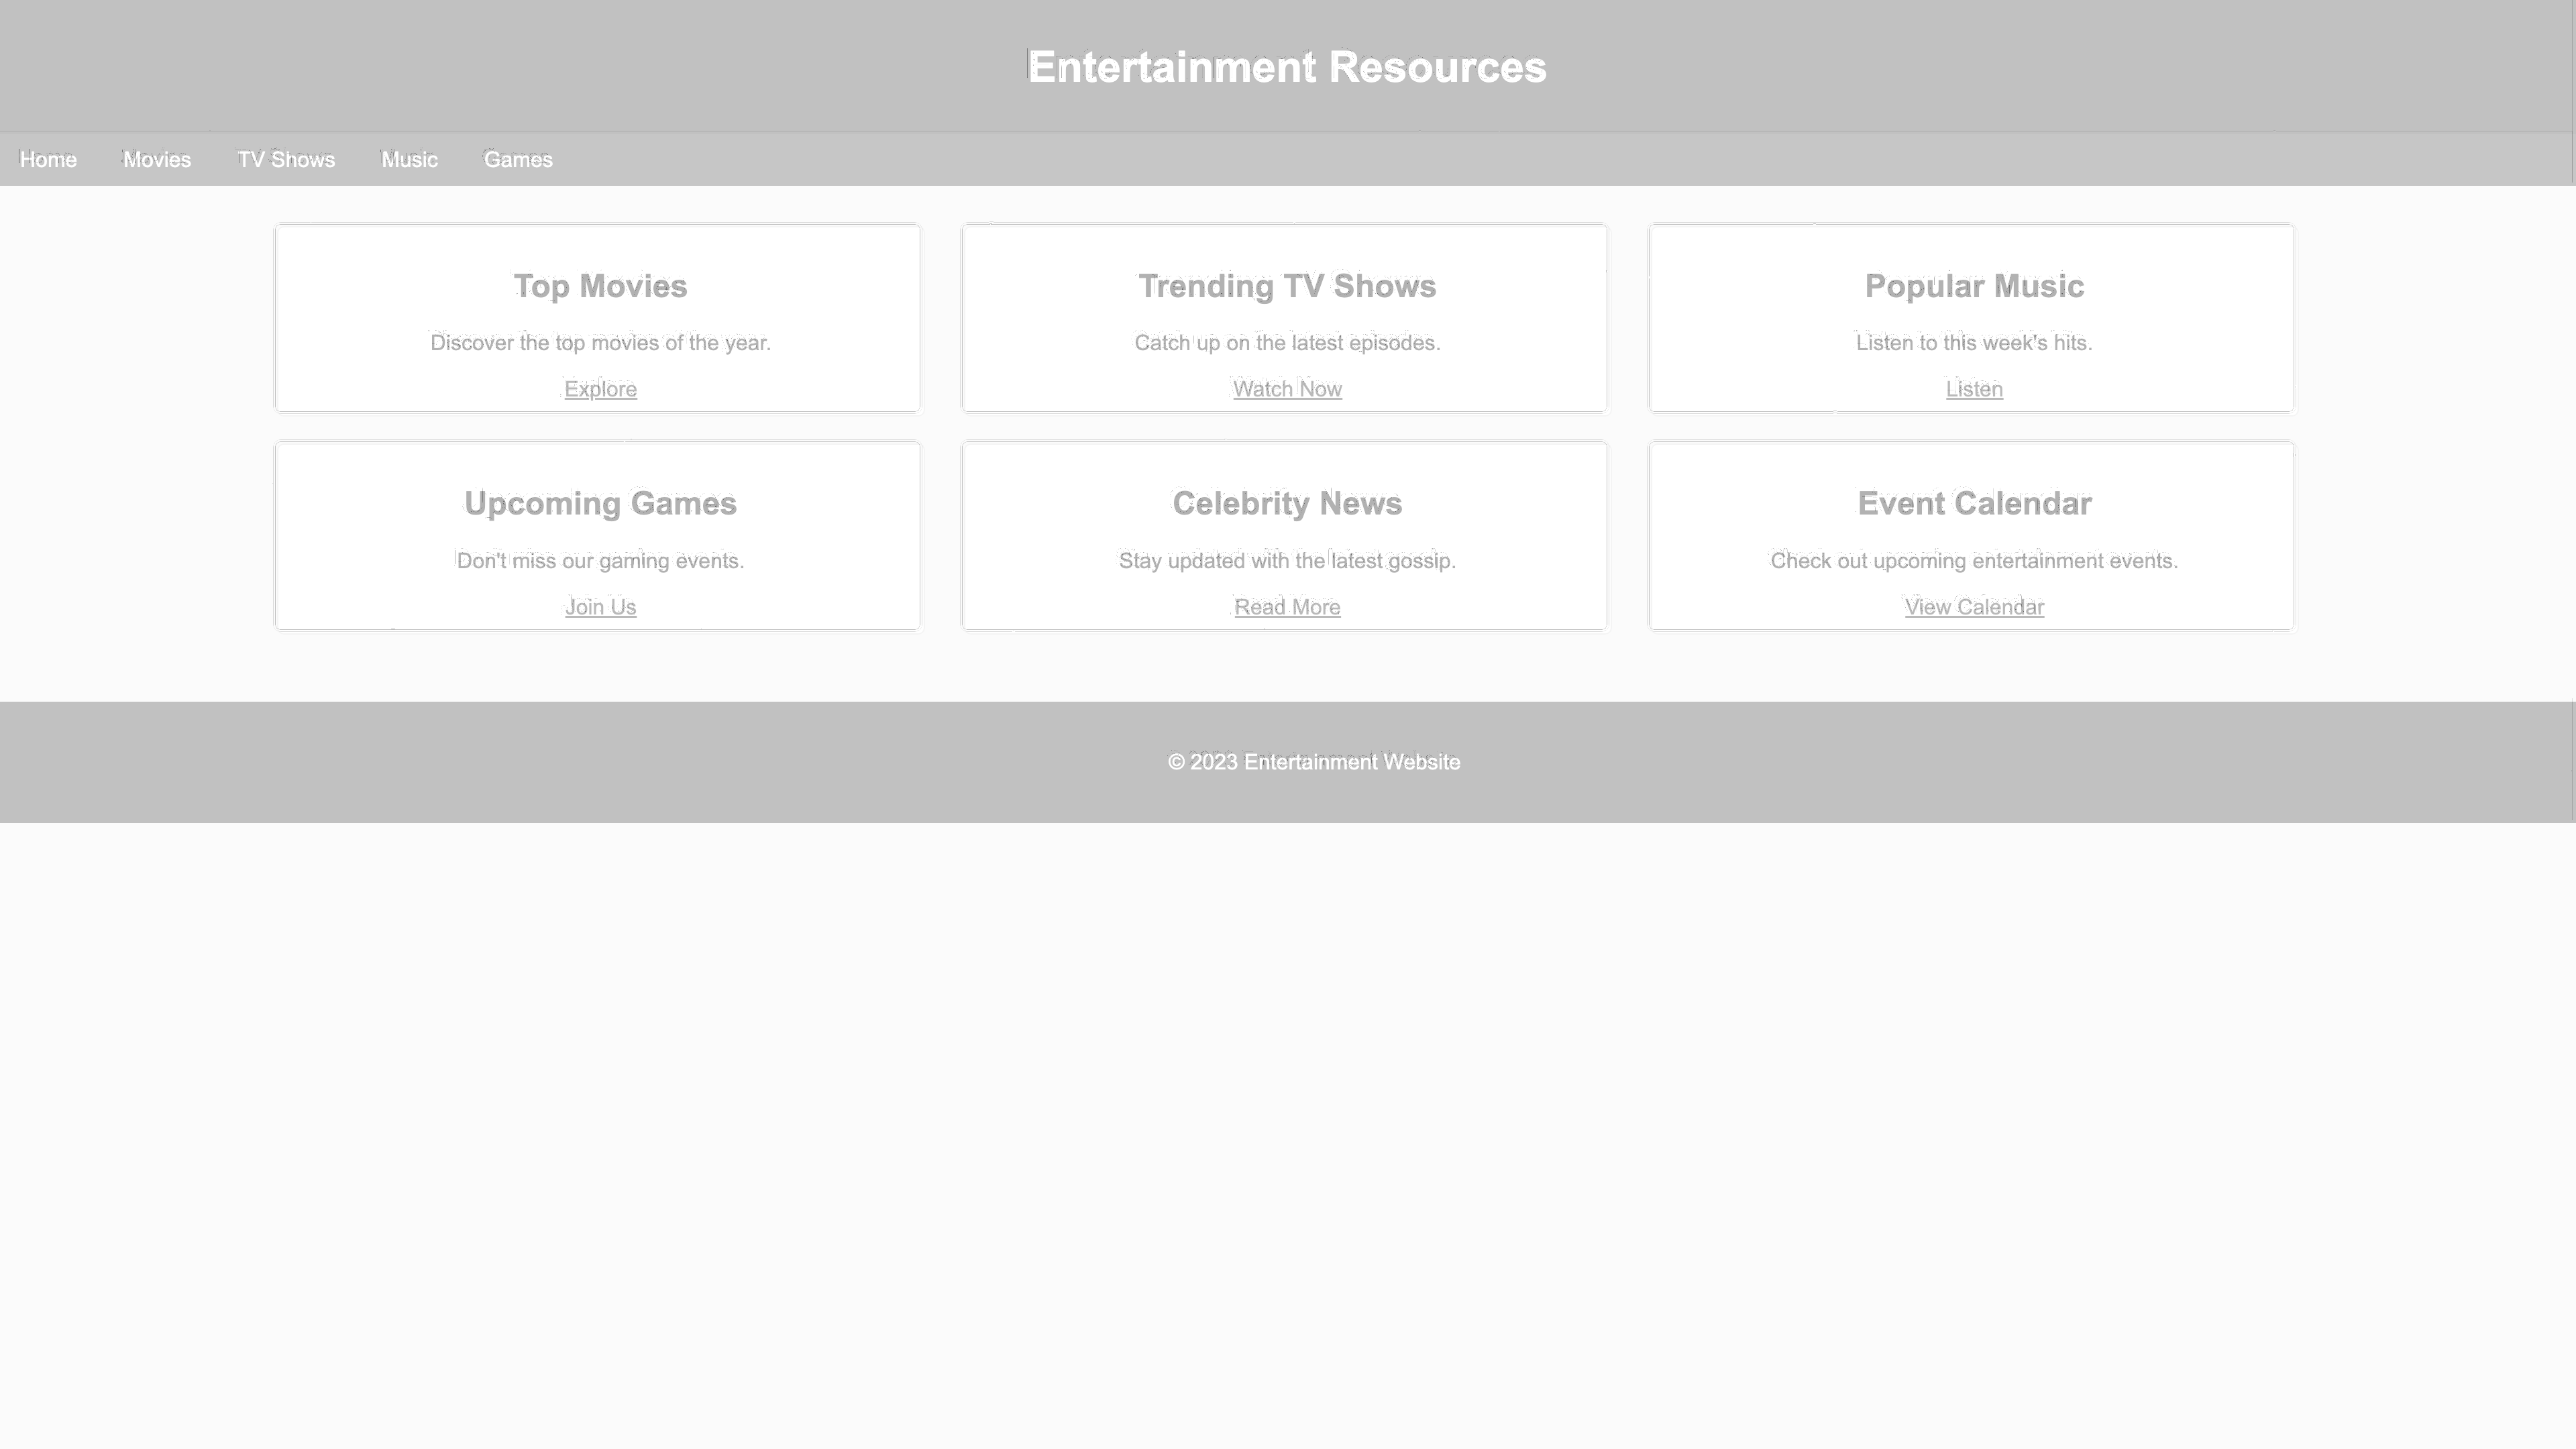 Entertainment Resources
Home Movies TV Shows Music Games
Top Movies
Discover the top movies of the year.
Explore
Trending TV Shows
Catch up on the latest episodes.
Watch Now
Popular Music
Listen to this week's hits.
Listen
Upcoming Games
Don't miss our gaming events.
Join Us
Celebrity News
Stay updated with the latest gossip.
Read More
Event Calendar
Check out upcoming entertainment events.
View Calendar
© 2023 Entertainment Website